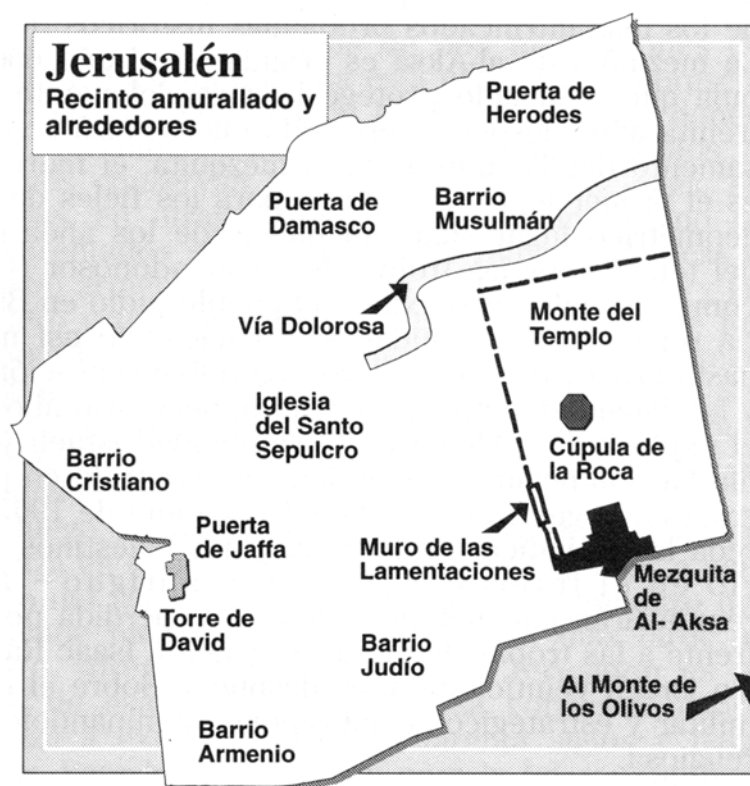 Jerusalén
Recinto amurallado y
alrededores
Puerta de
Herodes
Puerta de
Damasco
Barrio
Musulmán
Vía Dolorosa
Monte del
Templo
Iglesia
del Santo
Sepulcro
Cúpula de
la Roca
Barrio
Cristiano
Puerta
de Jaffa
Muro de las
Lamentaciones
Mezquita
de
Al- Aksa
Torre de
David
Barrio
Judío
Al Monte de
los Olivos
Barrio
Armenio